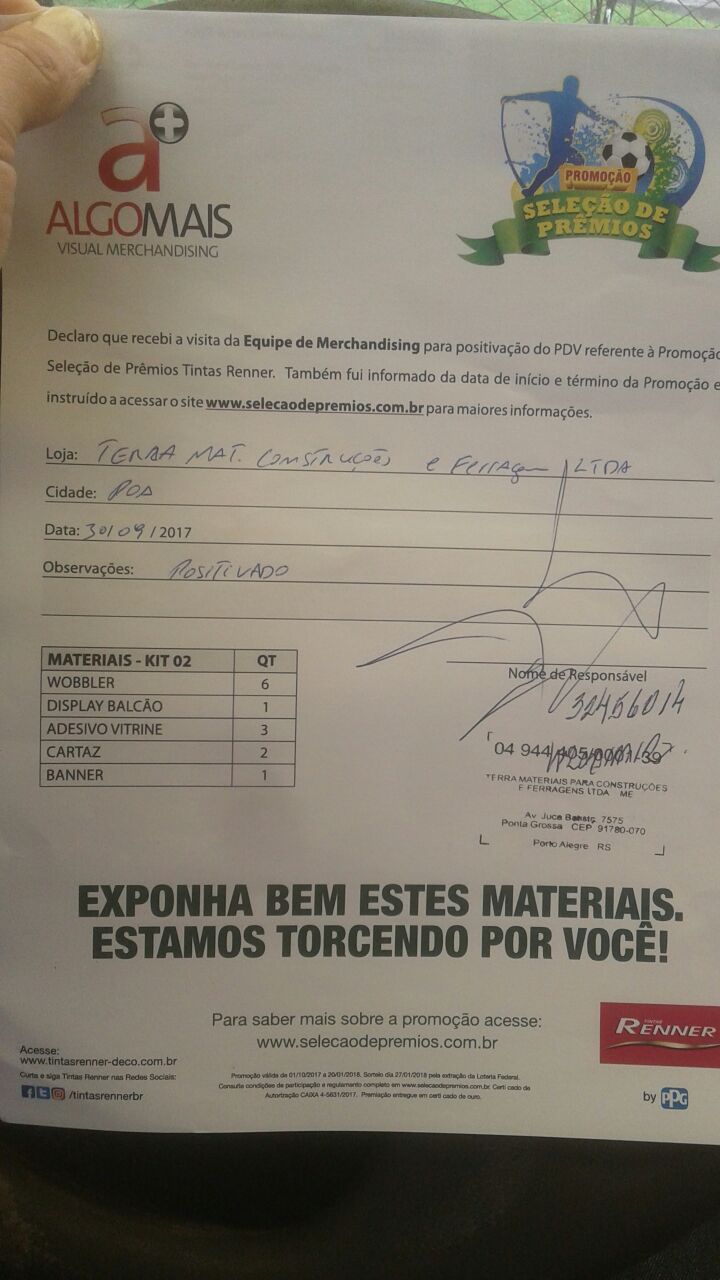 a+
ALGOMAIS
VISUAL MERCHANDISING
PROMOÇÃO
SELEÇÃO DE
PRÊMIOS
Declaro que recebi a visita da Equipe de Merchandising para positivação do PDV referente à Promoção
Seleção de Prêmios Tintas Renner. Também fui informado da data de início e término da Promoção e
instruído a acessar o site www.selecaodepremios.com.br para maiores informações.
Loja: TERRA MAT. CONSTRUÇÕES e Ferragem LTDA
Cidade: POA
Data: 30/09/2017
Observações: POSITIVADO
MATERIAIS - KIT 02 QT
WOBBLER 6
DISPLAY BALCÃO 1
ADESIVO VITRINE 3
CARTAZ 2
BANNER 1
Nome de Responsável
32456014
04 944 405/0001-39
TERRA MATERIAIS PARA CONSTRUÇÕES
E FERRAGENS LTDA ME
Av Juca Batista 7575
Ponta Grossa CEP 91780-070
Porto Alegre RS
EXPONHA BEM ESTES MATERIAIS.
ESTAMOS TORCENDO POR VOCÊ!
Para saber mais sobre a promoção acesse:
www.selecaodepremios.com.br
TINTAS
RENNER
by PPG
Acesse:
www.tintasrenner-deco.com.br
Curta e siga Tintas Renner nas Redes Sociais:
/tintasrennerbr
Promoção válida de 01/10/2017 a 20/01/2018. Sorteio dia 27/01/2018 pela extração da Loteria Federal.
Consulte condições de participação e regulamento completo em www.selecaodepremios.com.br. Certi cado de
Autorização CAIXA 4-5631/2017. Premiação entregue em certi cado de ouro.